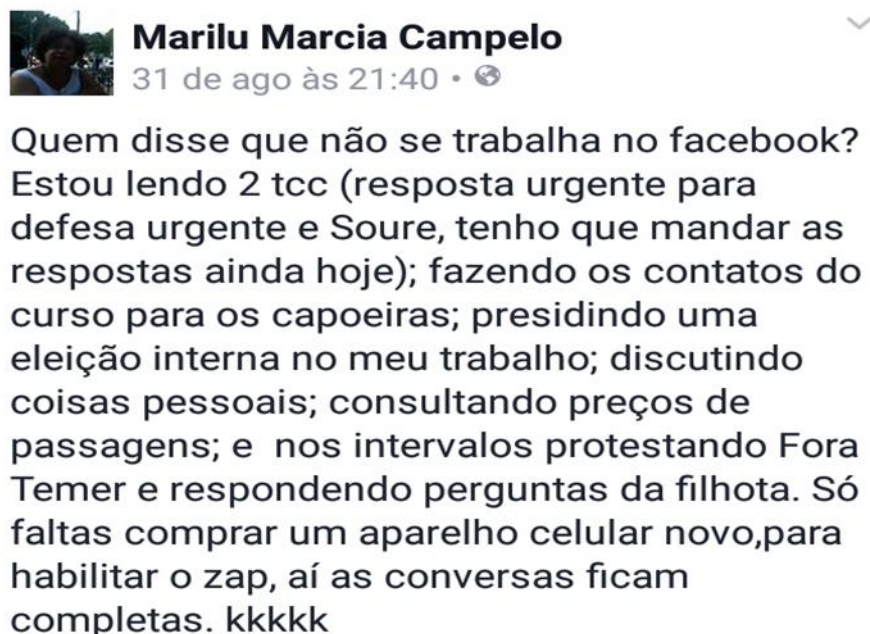 Marilu Marcia Campelo
31 de ago às 21:40 •
Quem disse que não se trabalha no facebook?
Estou lendo 2 tcc (resposta urgente para
defesa urgente e Soure, tenho que mandar as
respostas ainda hoje); fazendo os contatos do
curso para os capoeiras; presidindo uma
eleição interna no meu trabalho; discutindo
coisas pessoais; consultando preços de
passagens; e  nos intervalos protestando Fora
Temer e respondendo perguntas da filhota. Só
faltas comprar um aparelho celular novo,para
habilitar o zap, aí as conversas ficam
completas. kkkkk